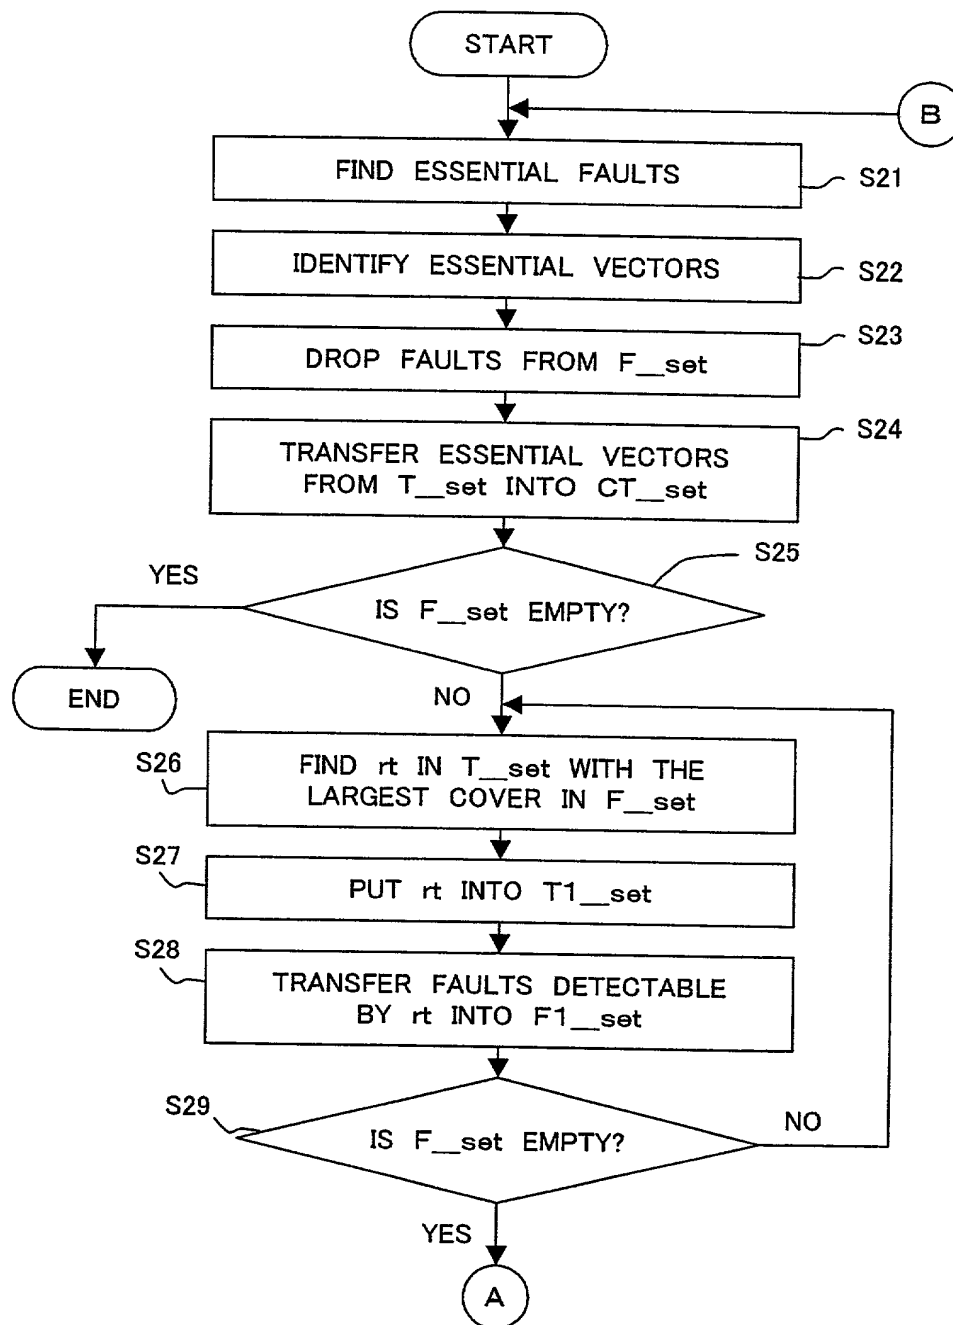 START
B
FIND ESSENTIAL FAULTS
S21
IDENTIFY ESSENTIAL VECTORS
S22
DROP FAULTS FROM F__set
S23
TRANSFER ESSENTIAL VECTORS
FROM T__set INTO CT__set
S24
IS F__set EMPTY?
S25
YES
END
NO
S26
FIND rt IN T__set WITH THE
LARGEST COVER IN F__set
S27
PUT rt INTO T1__set
S28
TRANSFER FAULTS DETECTABLE
BY rt INTO F1__set
S29
IS F__set EMPTY?
NO
YES
A